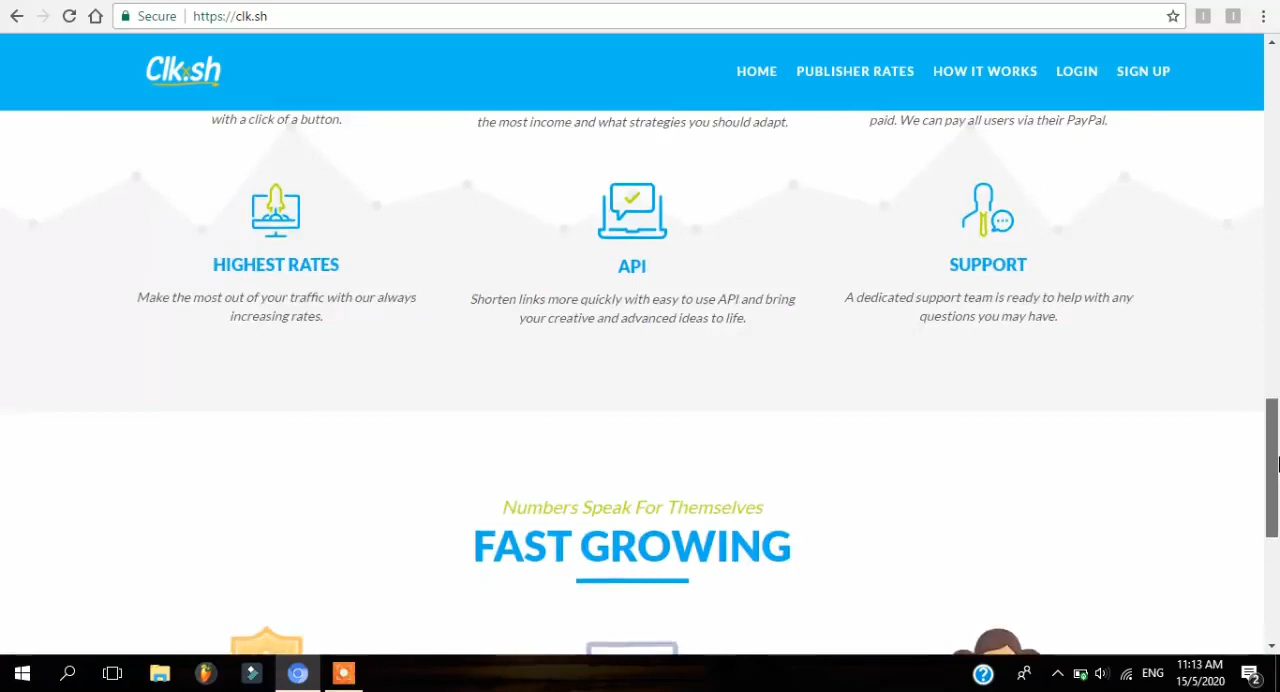 Secure
https://clk.sh
Clk.sh
HOME
PUBLISHER RATES
HOW IT WORKS
LOGIN
SIGN UP
with a click of a button.
the most income and what strategies you should adapt.
paid. We can pay all users via their PayPal.
HIGHEST RATES
Make the most out of your traffic with our always
increasing rates.
API
Shorten links more quickly with easy to use API and bring
your creative and advanced ideas to life.
SUPPORT
A dedicated support team is ready to help with any
questions you may have.
Numbers Speak For Themselves
FAST GROWING
ENG
11:13 AM
15/5/2020
2